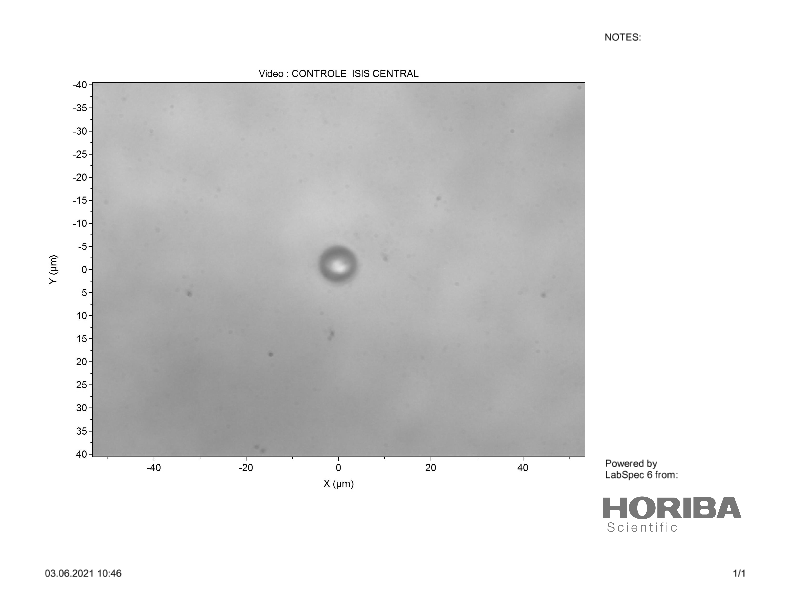 NOTES:
Video : CONTROLE ISIS CENTRAL
-40
-35
-30
-25
-20
-15
-10
-5
0
5
10
15
20
25
30
35
40
Y (µm)
-40 -20 0 20 40
X (µm)
Powered by
LabSpec 6 from:
HORIBA
Scientific
03.06.2021 10:46 1/1